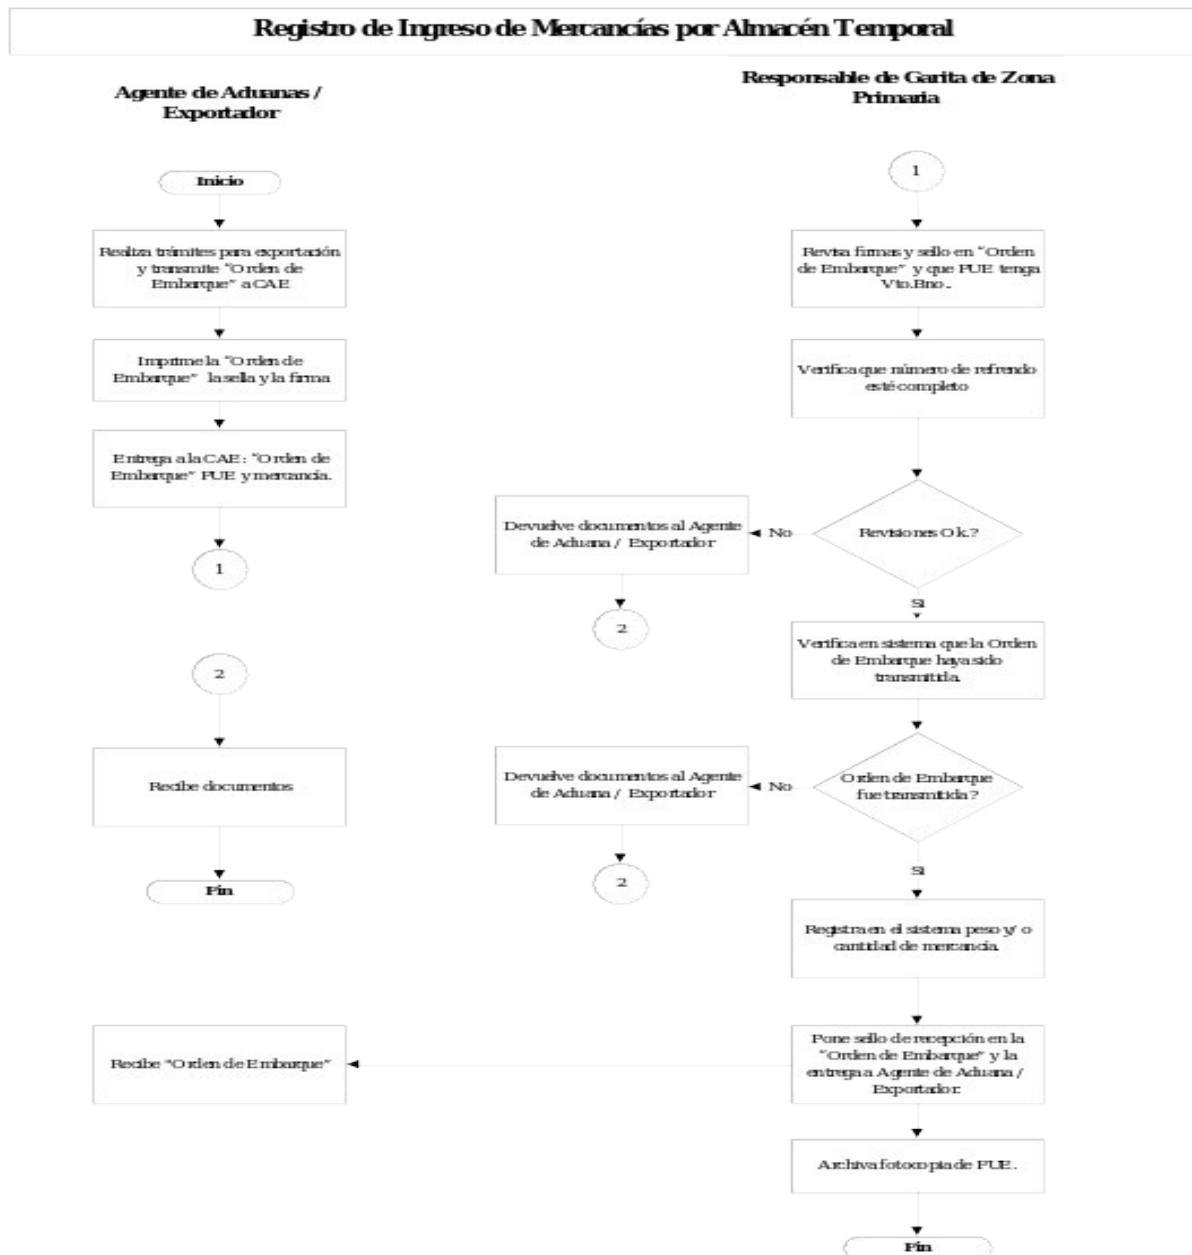 Registro de Ingreso de Mercancías por Almacén Temporal
Agente de Aduanas /
Exportador
Responsable de Garita de Zona
Primaria
Inicio
Realiza trámites para exportación
y transmite "Orden de
Embarque" a CAE
Imprime la "Orden de
Embarque" la sella y la firma
Entrega a la CAE: "Orden de
Embarque" FUE y mercancía.
1
2
Recibe documentos
Fin
Recibe "Orden de Embarque"
1
Revisa firmas y sello en "Orden
de Embarque" y que FUE tenga
Vto.Bno..
Verifica que número de refrendo
esté completo
Revisiones Ok.?
No
Devuelve documentos al Agente
de Aduana / Exportador
2
Si
Verifica en sistema que la Orden
de Embarque haya sido
transmitida.
Orden de Embarque
fue transmitida?
No
Devuelve documentos al Agente
de Aduana / Exportador
2
Si
Registra en el sistema peso y/o
cantidad de mercancía.
Pone sello de recepción en la
"Orden de Embarque" y la
entrega a Agente de Aduana /
Exportador.
Archiva fotocopia de FUE.
Fin